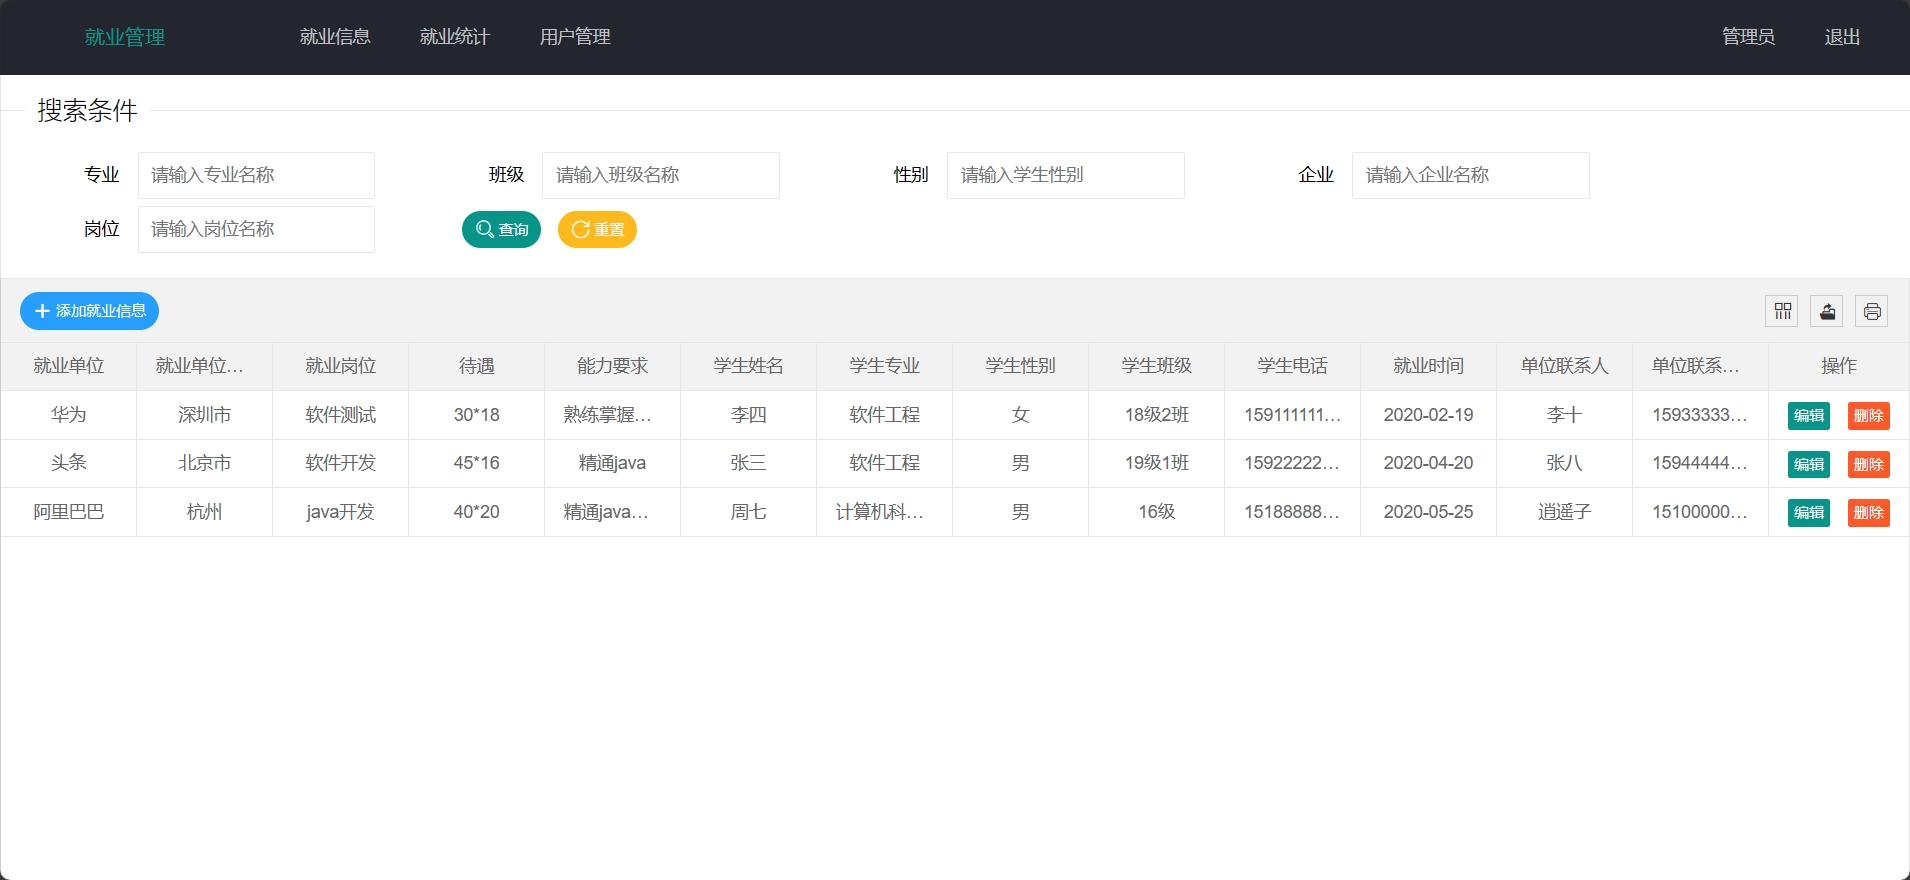 就业管理 就业信息 就业统计 用户管理 管理员 退出
搜索条件
专业 请输入专业名称 班级 请输入班级名称 性别 请输入学生性别 企业 请输入企业名称
岗位 请输入岗位名称 查询 重置
添加就业信息
就业单位 就业单位... 就业岗位 待遇 能力要求 学生姓名 学生专业 学生性别 学生班级 学生电话 就业时间 单位联系人 单位联系... 操作
华为 深圳市 软件测试 30*18 熟练掌握... 李四 软件工程 女 18级2班 159111111... 2020-02-19 李十 15933333... 编辑 删除
头条 北京市 软件开发 45*16 精通java 张三 软件工程 男 19级1班 15922222... 2020-04-20 张八 15944444... 编辑 删除
阿里巴巴 杭州 java开发 40*20 精通java... 周七 计算机科... 男 16级 15188888... 2020-05-25 逍遥子 15100000... 编辑 删除